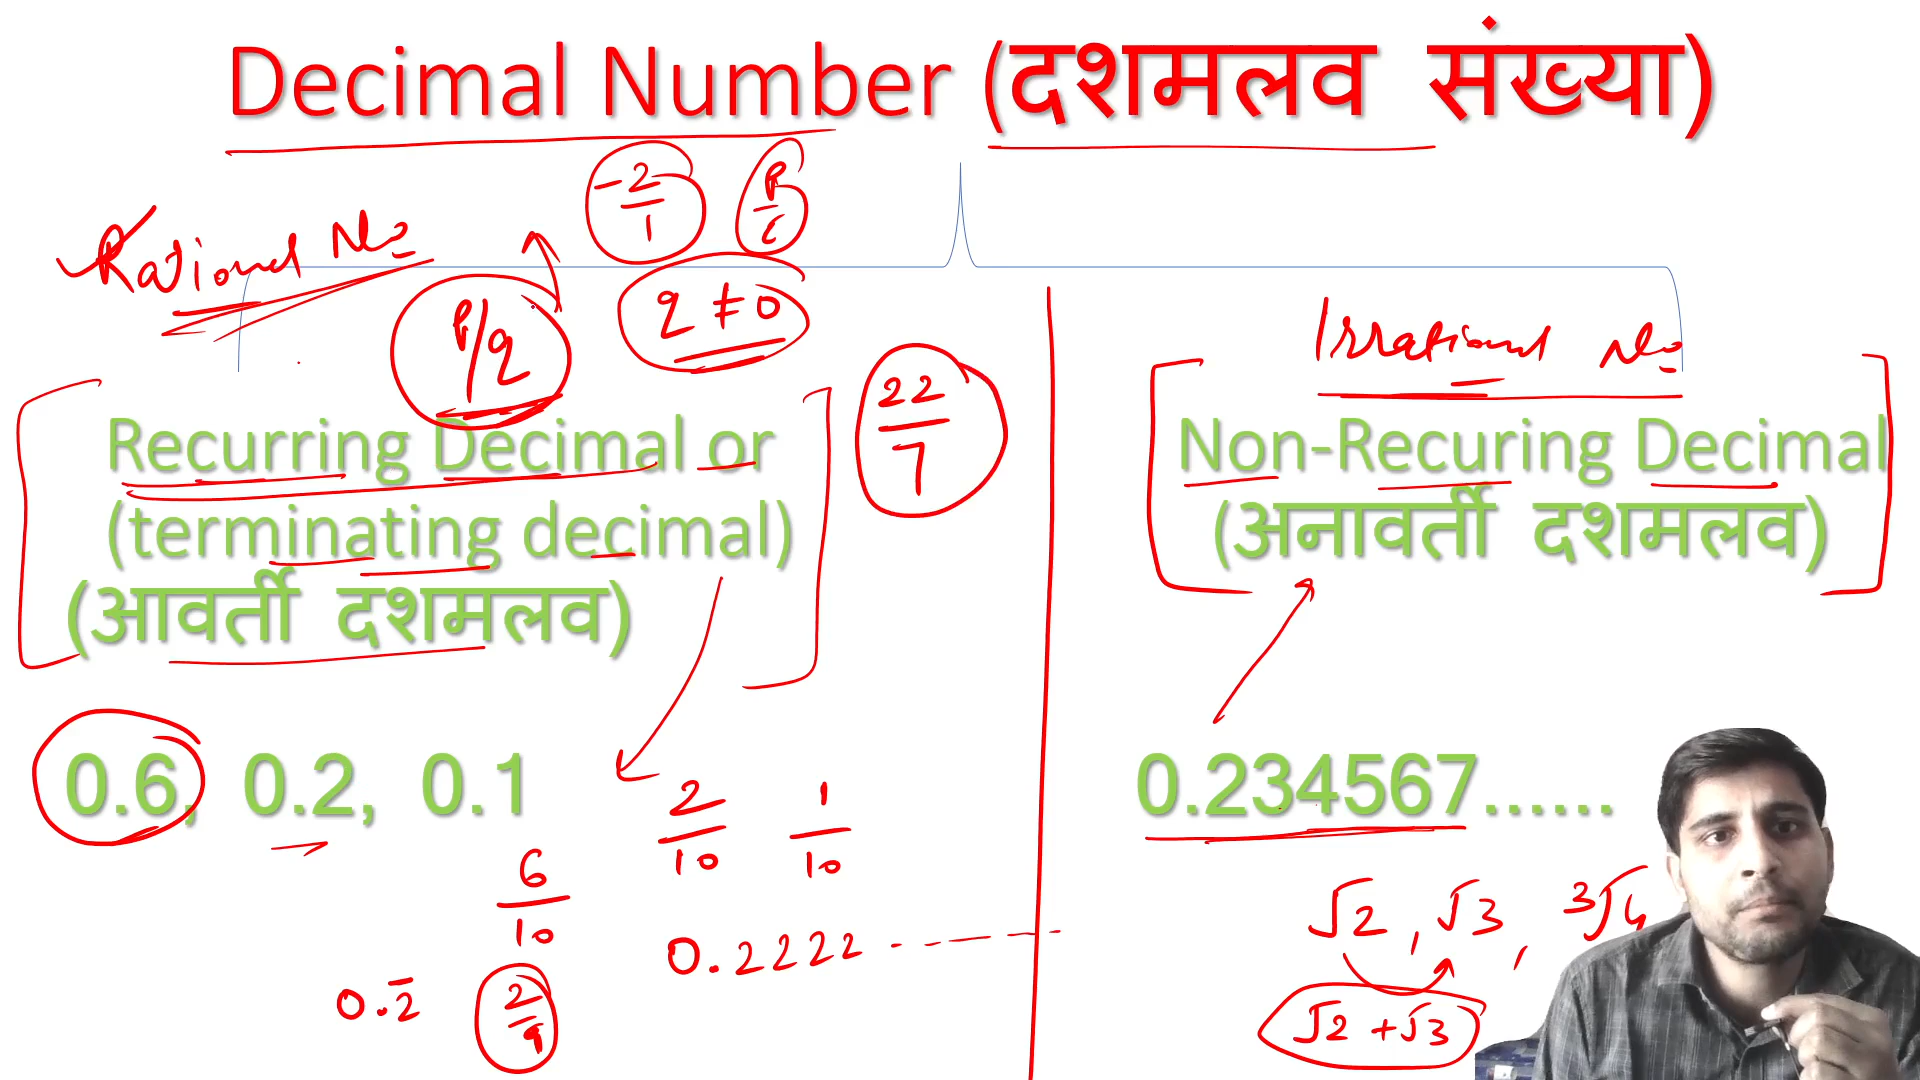 Decimal Number (दशमलव संख्या)
-2/1
P/6
Rational No
P/q
q ≠ 0
22/7
Irrational No
Recurring Decimal or
(terminating decimal)
(आवर्ती दशमलव)
Non-Recuring Decimal
(अनावर्ती दशमलव)
0.6, 0.2, 0.1
6/10
2/10
1/10
0.2222 -----
0.2̄
2/9
0.234567......
√2, √3, ³√4
√2 + √3